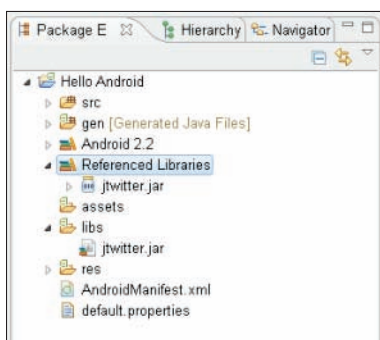 Package E Hierarchy Navigator
Hello Android
src
gen [Generated Java Files]
Android 2.2
Referenced Libraries
jtwitter.jar
assets
libs
jtwitter.jar
res
AndroidManifest.xml
default.properties